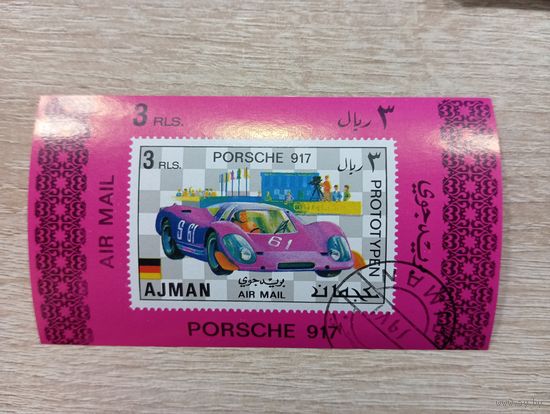 3 RLS. ٣ ريال
AIR MAIL
3 RLS. PORSCHE 917 ٣ ريال
PROTOTYPEN
S 61
61
AJMAN
بريد جوي
AIR MAIL
عجمان
بريد جوي
PORSCHE 917